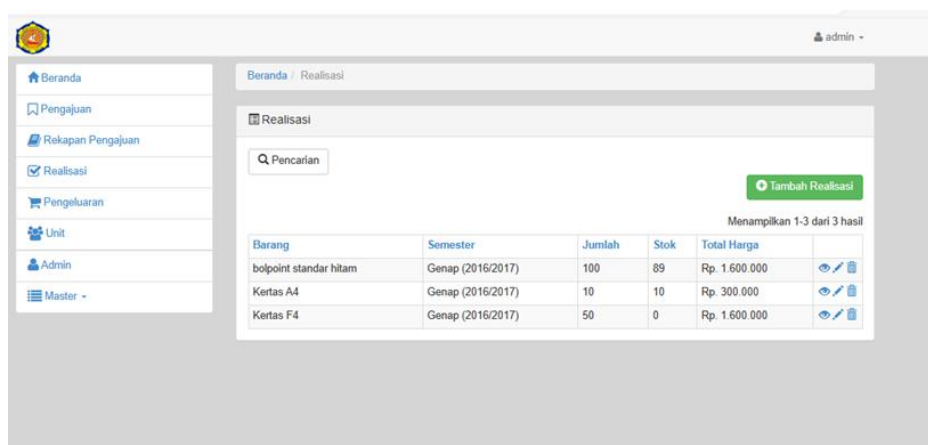 admin
Beranda
Pengajuan
Rekapan Pengajuan
Realisasi
Pengeluaran
Unit
Admin
Master
Beranda / Realisasi
Realisasi
Pencarian
Tambah Realisasi
Menampilkan 1-3 dari 3 hasil
Barang Semester Jumlah Stok Total Harga
bolpoint standar hitam Genap (2016/2017) 100 89 Rp. 1.600.000
Kertas A4 Genap (2016/2017) 10 10 Rp. 300.000
Kertas F4 Genap (2016/2017) 50 0 Rp. 1.600.000